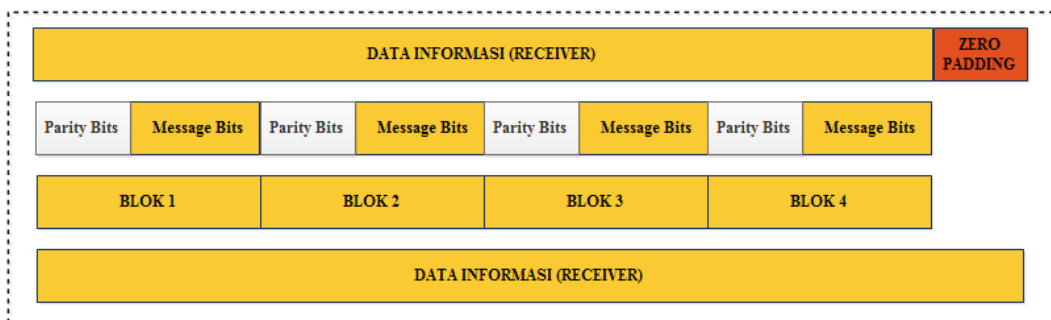 DATA INFORMASI (RECEIVER) ZERO PADDING
Parity Bits Message Bits Parity Bits Message Bits Parity Bits Message Bits Parity Bits Message Bits
BLOK 1 BLOK 2 BLOK 3 BLOK 4
DATA INFORMASI (RECEIVER)